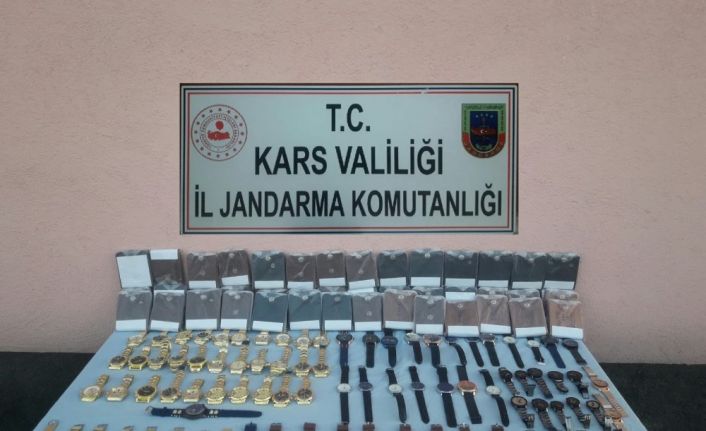 T.C.
KARS VALİLİĞİ
İL JANDARMA KOMUTANLIĞI